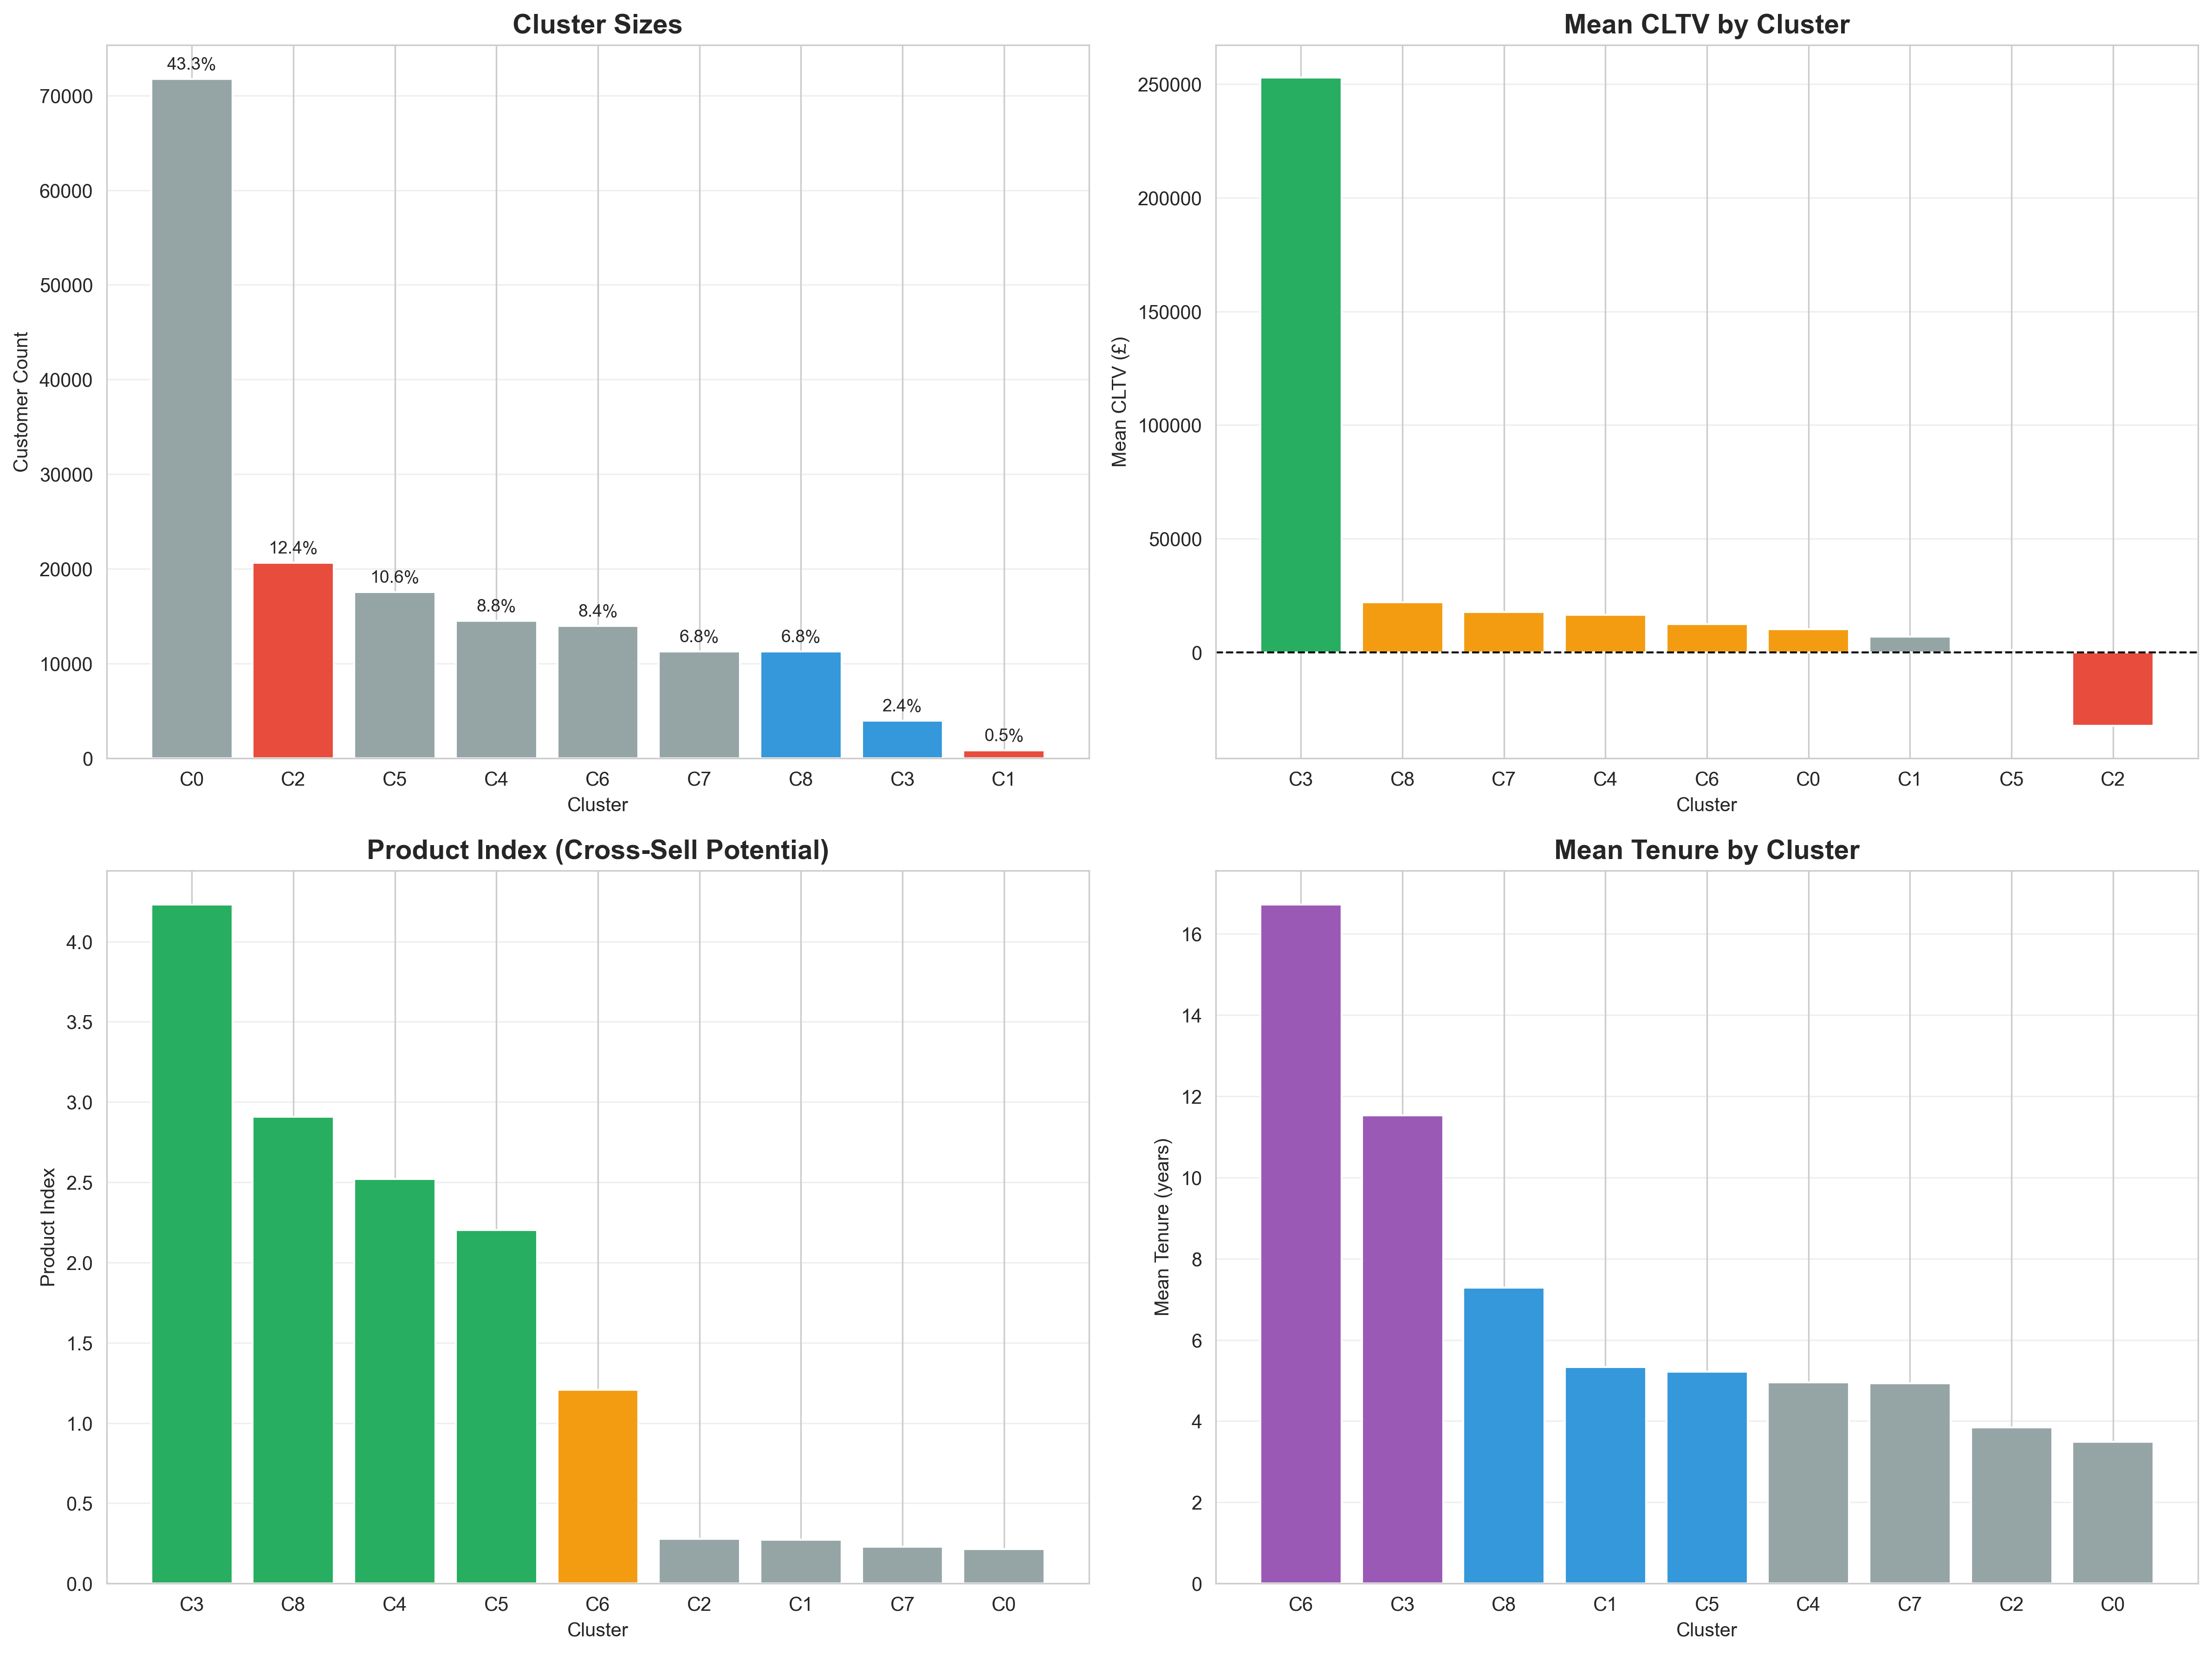 Cluster Sizes
Customer Count
70000
60000
50000
40000
30000
20000
10000
0
43.3%
12.4%
10.6%
8.8%
8.4%
6.8%
6.8%
2.4%
0.5%
C0 C2 C5 C4 C6 C7 C8 C3 C1
Cluster
Mean CLTV by Cluster
Mean CLTV (£)
250000
200000
150000
100000
50000
0
C3 C8 C7 C4 C6 C0 C1 C5 C2
Cluster
Product Index (Cross-Sell Potential)
Product Index
4.0
3.5
3.0
2.5
2.0
1.5
1.0
0.5
0.0
C3 C8 C4 C5 C6 C2 C1 C7 C0
Cluster
Mean Tenure by Cluster
Mean Tenure (years)
16
14
12
10
8
6
4
2
0
C6 C3 C8 C1 C5 C4 C7 C2 C0
Cluster